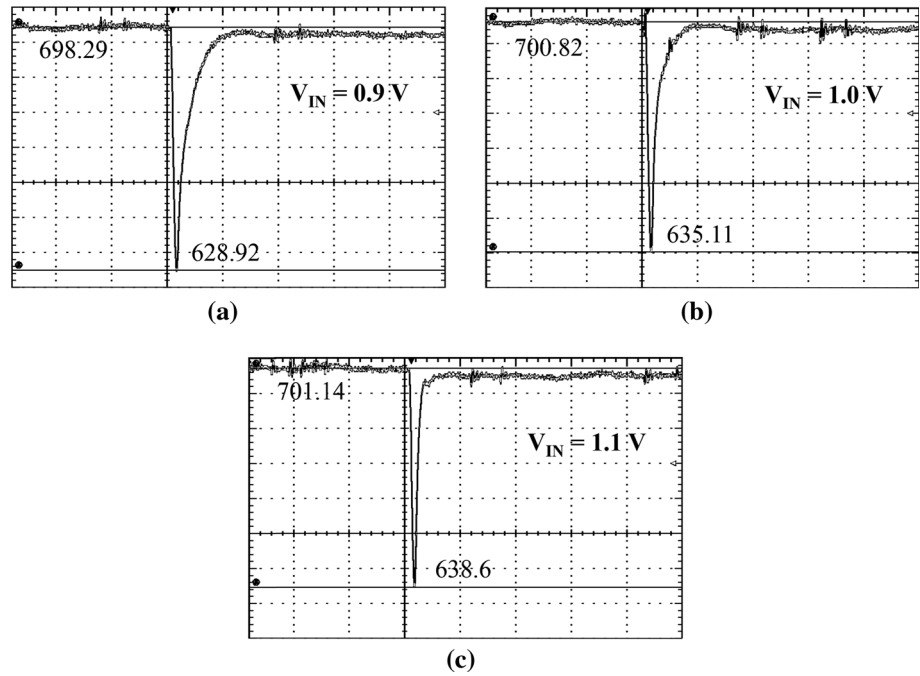 698.29
V_IN = 0.9 V
628.92
(a)
700.82
V_IN = 1.0 V
635.11
(b)
701.14
V_IN = 1.1 V
638.6
(c)